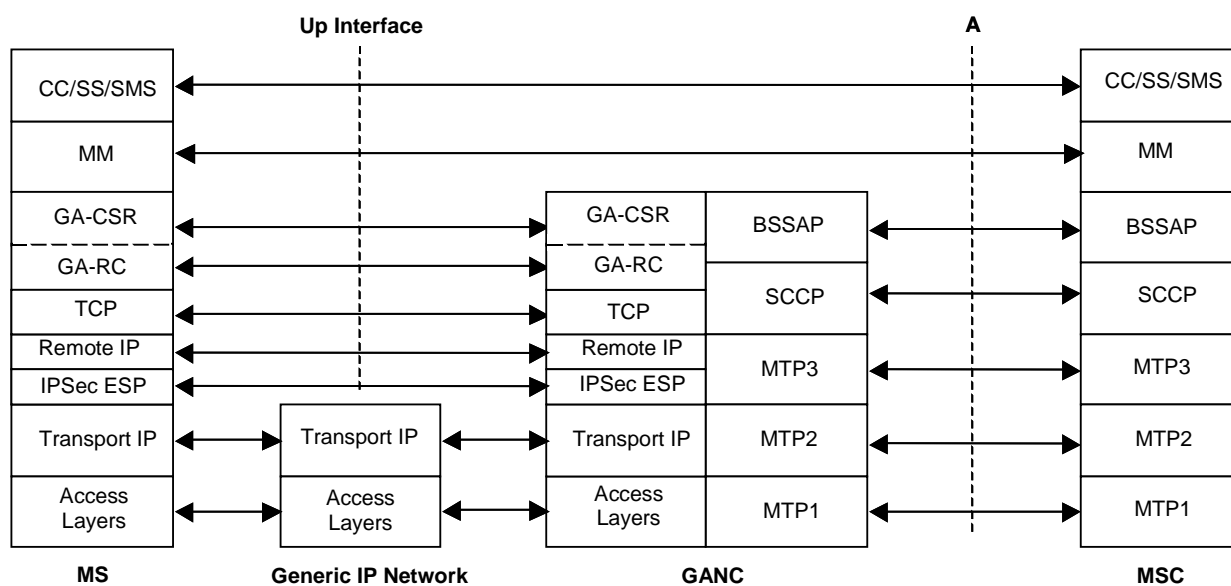 Up Interface A
CC/SS/SMS CC/SS/SMS
MM MM
GA-CSR GA-CSR BSSAP BSSAP
GA-RC GA-RC
SCCP SCCP
TCP TCP
Remote IP Remote IP
MTP3 MTP3
IPSec ESP IPSec ESP
Transport IP Transport IP Transport IP MTP2 MTP2
Access Access Access
Layers Layers Layers
MTP1 MTP1
MS Generic IP Network GANC MSC